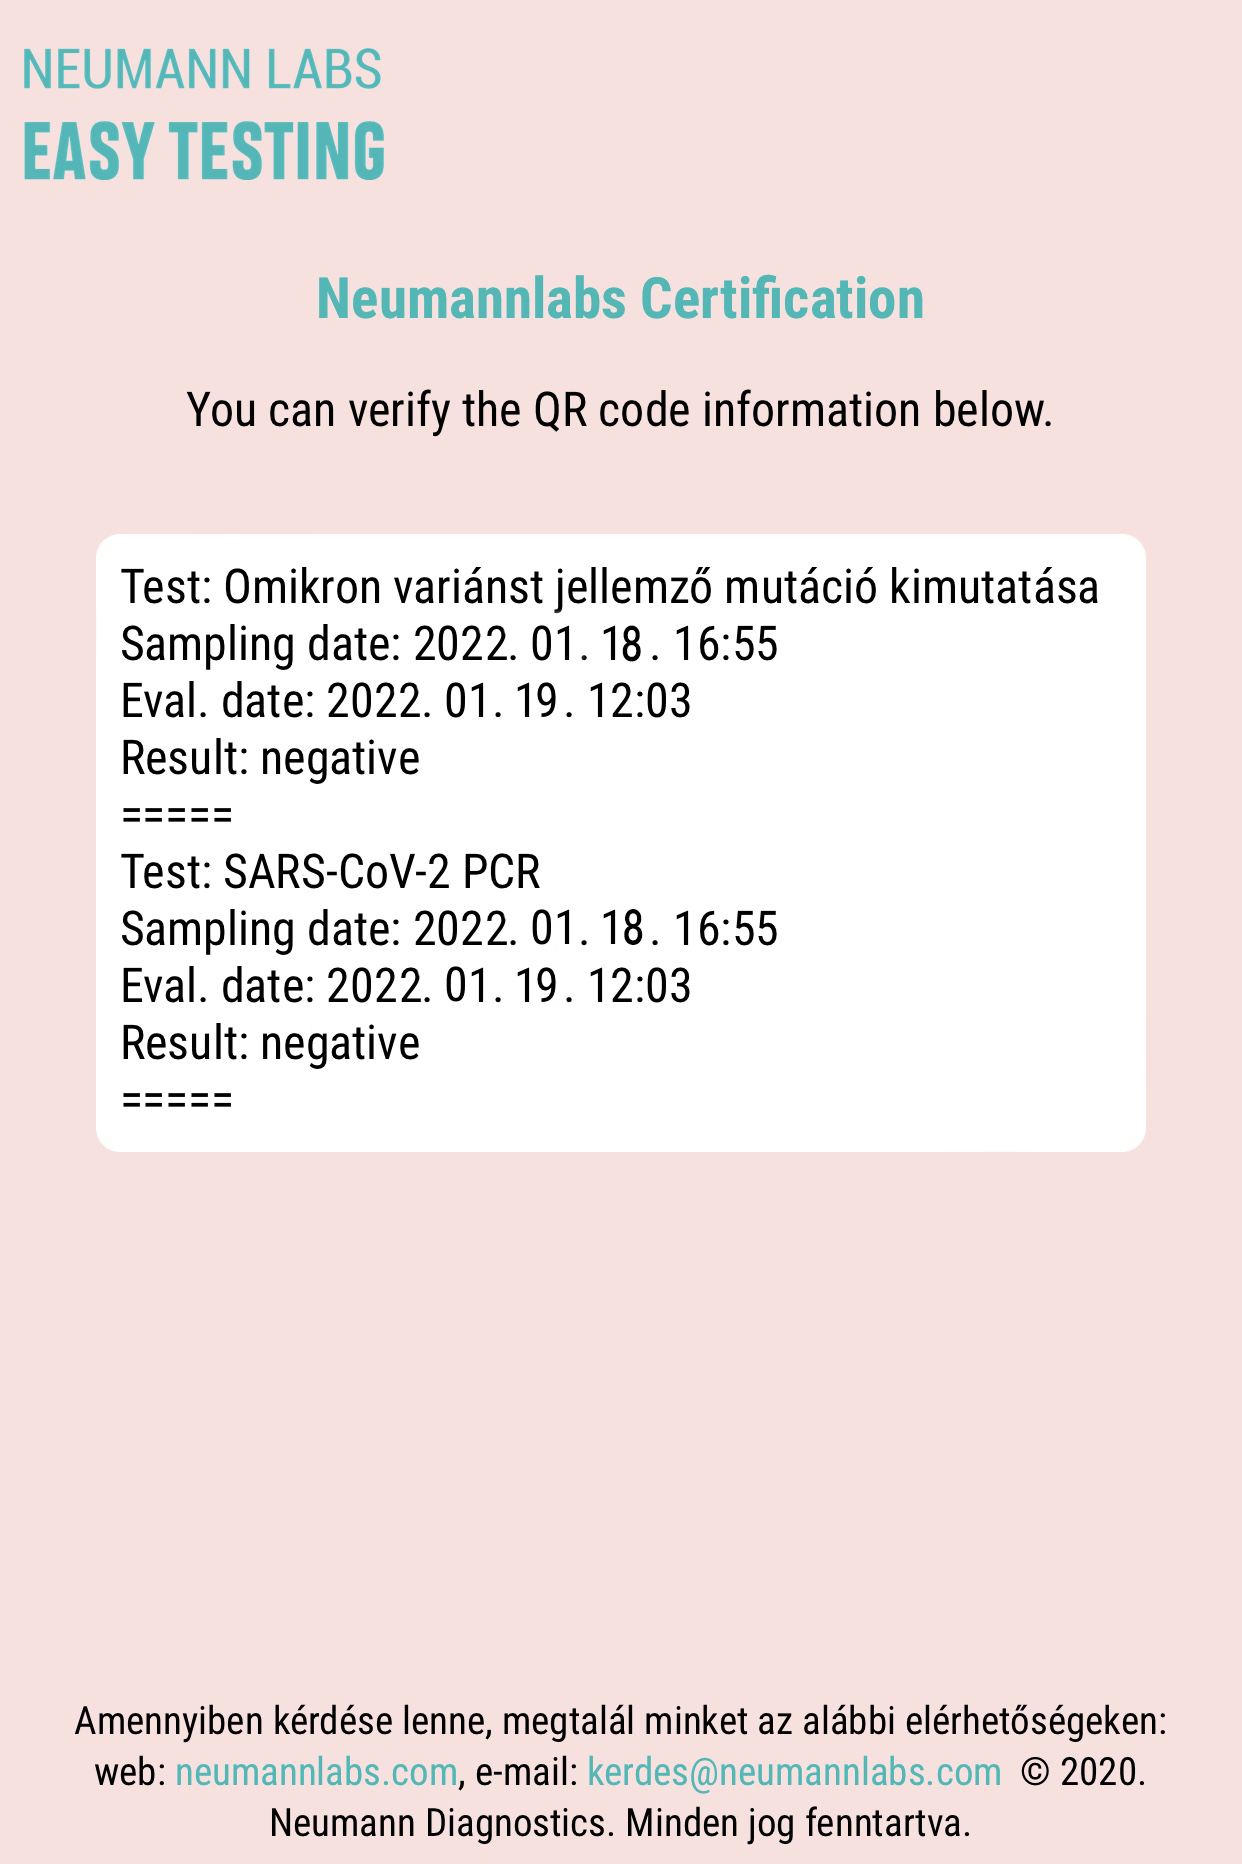 NEUMANN LABS
EASY TESTING
Neumannlabs Certification
You can verify the QR code information below.
Test: Omikron variánst jellemző mutáció kimutatása
Sampling date: 2022. 01. 18. 16:55
Eval. date: 2022. 01. 19. 12:03
Result: negative
=====
Test: SARS-CoV-2 PCR
Sampling date: 2022. 01. 18. 16:55
Eval. date: 2022. 01. 19. 12:03
Result: negative
=====
Amennyiben kérdése lenne, megtalál minket az alábbi elérhetőségeken:
web: neumannlabs.com, e-mail: kerdes@neumannlabs.com © 2020.
Neumann Diagnostics. Minden jog fenntartva.